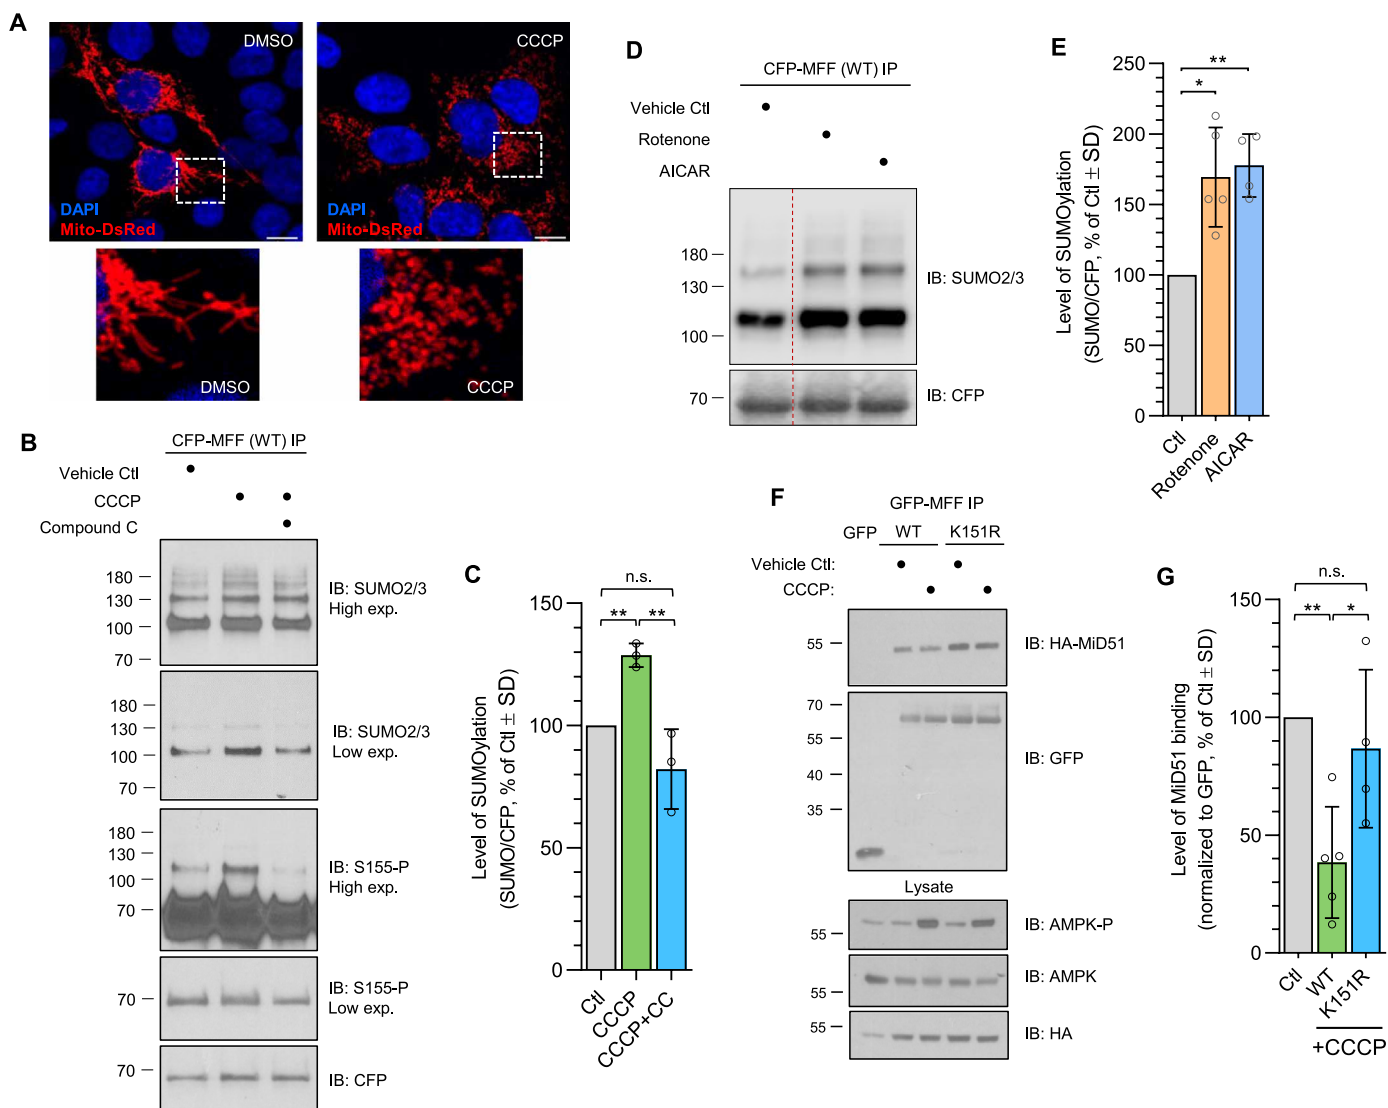 A
DMSO
DAPI
Mito-DsRed
CCCP
DAPI
Mito-DsRed
DMSO
CCCP
B
CFP-MFF (WT) IP
Vehicle Ctl
CCCP
Compound C
180
130
100
70
IB: SUMO2/3
High exp.
180
130
100
70
IB: SUMO2/3
Low exp.
180
130
100
70
IB: S155-P
High exp.
70
IB: S155-P
Low exp.
70
IB: CFP
C
n.s.
** **
150
100
50
0
Level of SUMOylation
(SUMO/CFP, % of Ctl ± SD)
Ctl
CCCP
CCCP+CC
D
CFP-MFF (WT) IP
Vehicle Ctl
Rotenone
AICAR
180
130
100
IB: SUMO2/3
70
IB: CFP
E
**
*
250
200
150
100
50
0
Level of SUMOylation
(SUMO/CFP, % of Ctl ± SD)
Ctl
Rotenone
AICAR
F
GFP-MFF IP
GFP WT K151R
Vehicle Ctl:
CCCP:
55
IB: HA-MiD51
70
55
40
35
IB: GFP
Lysate
55
IB: AMPK-P
55
IB: AMPK
55
IB: HA
G
n.s.
** *
150
100
50
0
Level of MiD51 binding
(normalized to GFP, % of Ctl ± SD)
Ctl
WT
K151R
+CCCP